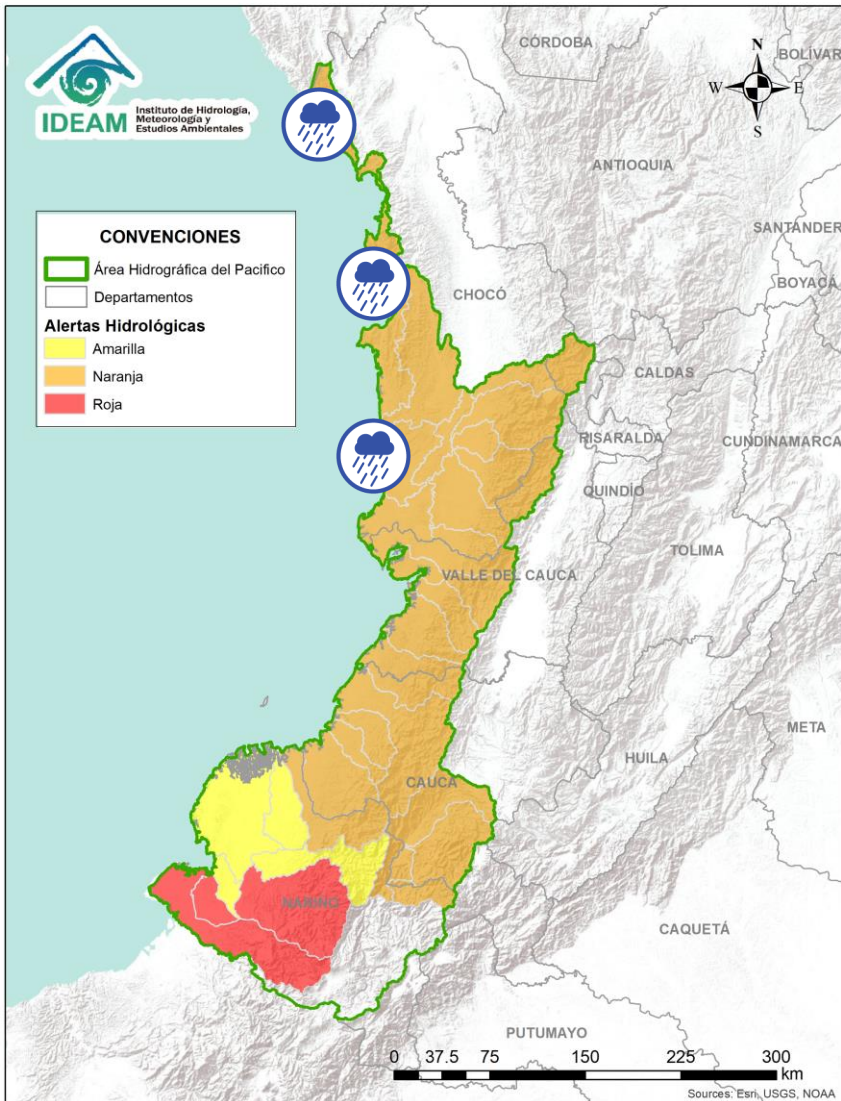 IDEAM
Instituto de Hidrología,
Meteorología y
Estudios Ambientales
CÓRDOBA
BOLÍVAR
N
W
E
S
ANTIOQUIA
SANTANDER
CONVENCIONES
Área Hidrográfica del Pacifico
Departamentos
Alertas Hidrológicas
Amarilla
Naranja
Roja
BOYACÁ
CHOCÓ
CALDAS
RISARALDA
CUNDINAMARCA
QUINDÍO
TOLIMA
VALLE DEL CAUCA
META
HUILA
CAUCA
NARIÑO
CAQUETÁ
PUTUMAYO
0 37.5 75 150 225 300
km
Sources: Esri, USGS, NOAA